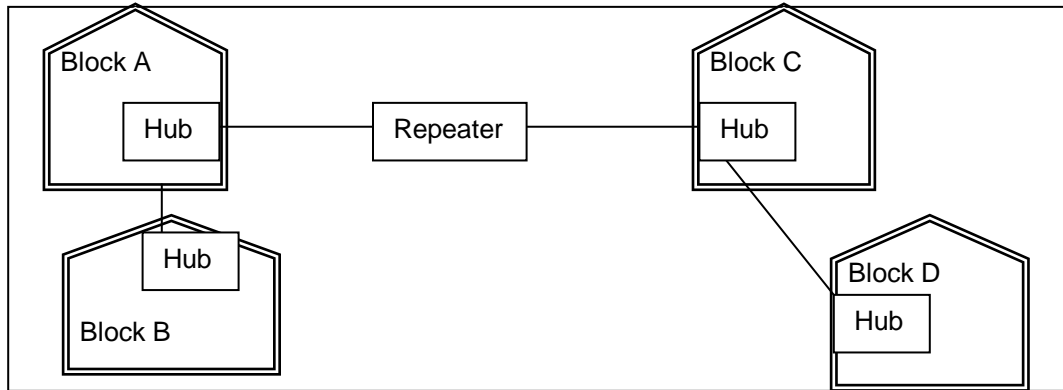 Block A
Hub
Repeater
Block C
Hub
Hub
Block B
Block D
Hub